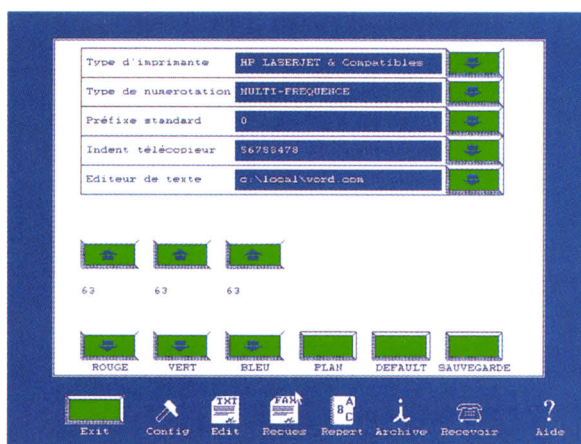 Type d'imprimante HP LASERJET & Compatibles
Type de numerotation MULTI-FREQUENCE
Préfixe standard 0
Indent télécopieur 56788478
Editeur de texte c:\local\word.com
63 63 63
ROUGE VERT BLEU PLAN DEFAULT SAUVEGARDE
TXT FAX A B C i ?
Exit Config Edit Recues Repert Archive Recevoir Aide